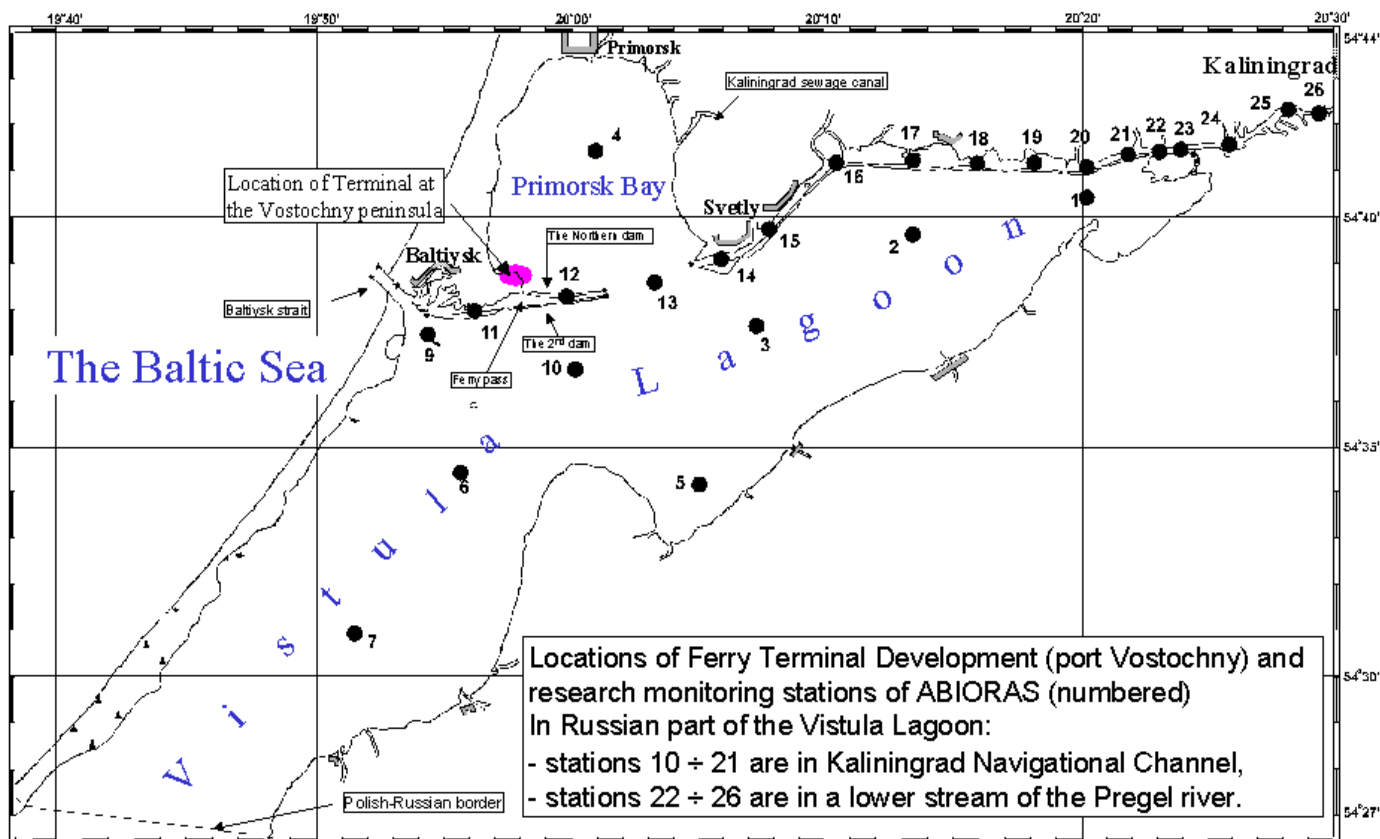 19°40' 19°50' 20°00' 20°10' 20°20' 20°30'
54°44'
Primorsk
Kaliningrad
Kaliningrad sewage canal
25 26
4
17 18 19 20 21 22 23 24
16
Location of Terminal at
the Vostochny peninsula
Primorsk Bay
1
Svetly
54°40'
15
2
The Northern dam
Baltiysk
14
12
13
Baltiysk strait
11
The 2nd dam
3
9
10
The Baltic Sea
Ferry pass
Vistula Lagoon
54°35'
6
5
7
54°30'
Locations of Ferry Terminal Development (port Vostochny) and
research monitoring stations of ABIORAS (numbered)
In Russian part of the Vistula Lagoon:
- stations 10 ÷ 21 are in Kaliningrad Navigational Channel,
- stations 22 ÷ 26 are in a lower stream of the Pregel river.
Polish-Russian border
54°27'